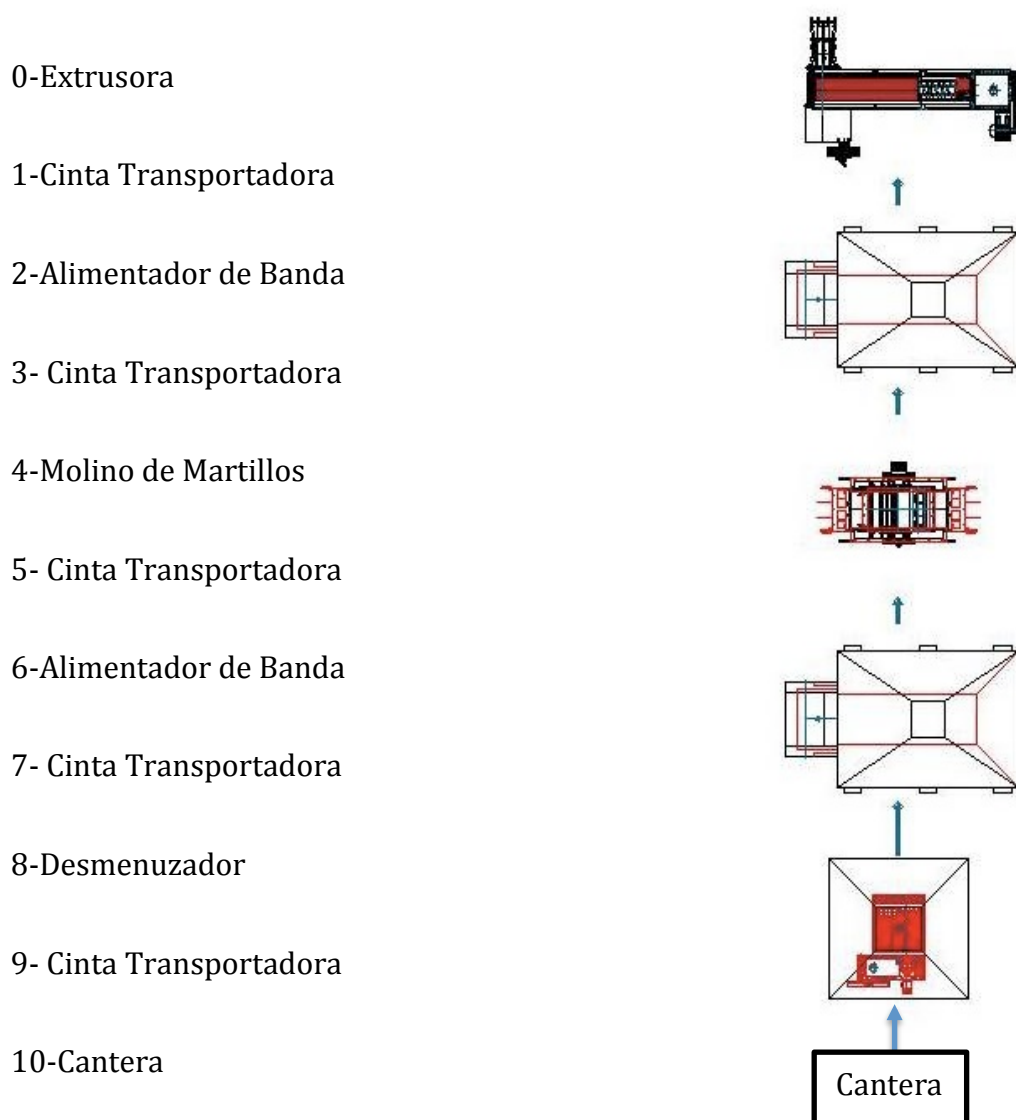 0-Extrusora
1-Cinta Transportadora
2-Alimentador de Banda
3- Cinta Transportadora
4-Molino de Martillos
5- Cinta Transportadora
6-Alimentador de Banda
7- Cinta Transportadora
8-Desmenuzador
9- Cinta Transportadora
10-Cantera
Cantera